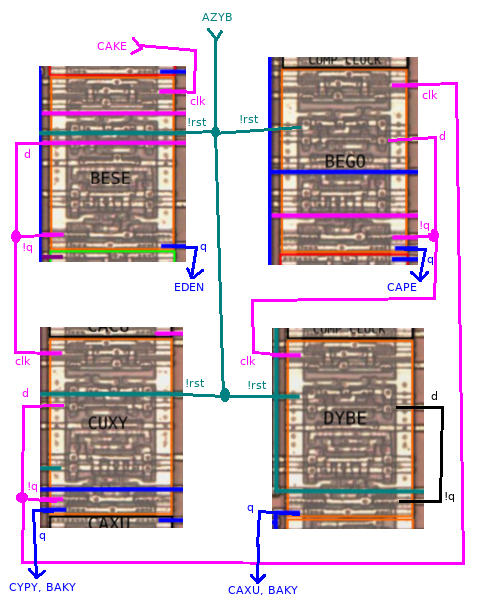 AZYB
CAKE
COMP CLOCK
clk
clk
!rst
!rst
d
d
BESE
BEGO
!q
!q
q
q
EDEN
CAPE
CACU
COMP CLOCK
clk
clk
d
!rst
!rst
d
CUXY
DYBE
!q
!q
q
q
CAXU
CYPY, BAKY
CAXU, BAKY